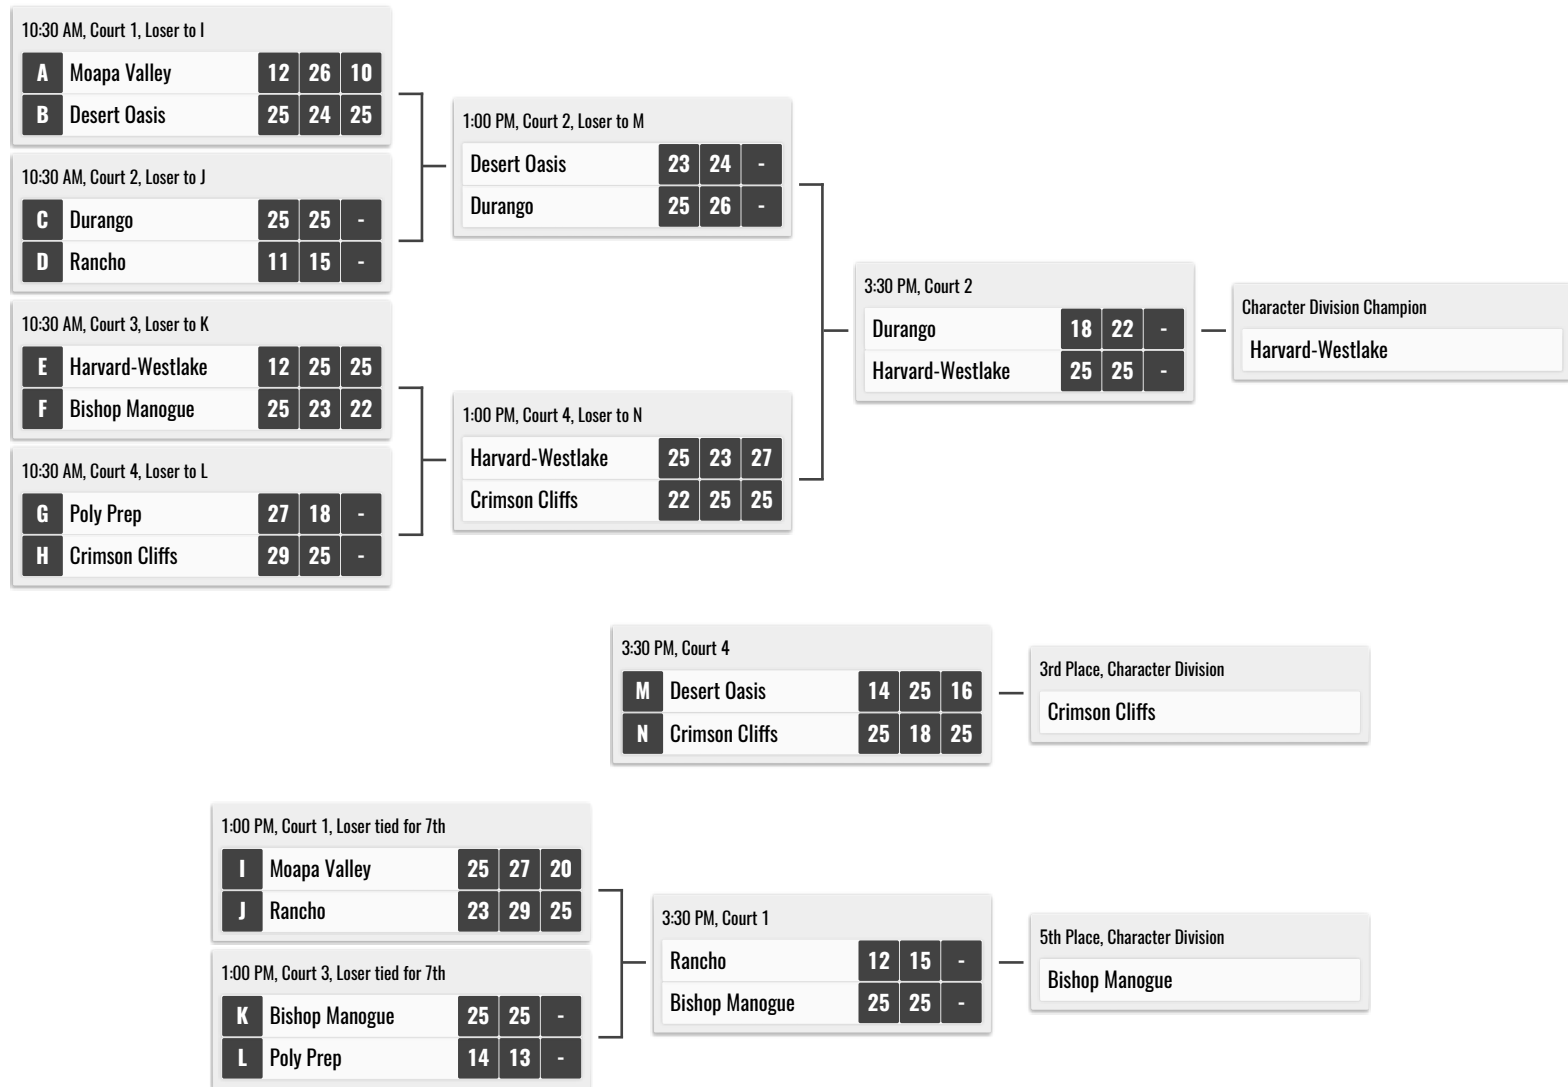 10:30 AM, Court 1, Loser to I
A Moapa Valley 12 26 10
B Desert Oasis 25 24 25
10:30 AM, Court 2, Loser to J
C Durango 25 25 -
D Rancho 11 15 -
10:30 AM, Court 3, Loser to K
E Harvard-Westlake 12 25 25
F Bishop Manogue 25 23 22
10:30 AM, Court 4, Loser to L
G Poly Prep 27 18 -
H Crimson Cliffs 29 25 -
1:00 PM, Court 2, Loser to M
Desert Oasis 23 24 -
Durango 25 26 -
1:00 PM, Court 4, Loser to N
Harvard-Westlake 25 23 27
Crimson Cliffs 22 25 25
3:30 PM, Court 2
Durango 18 22 -
Harvard-Westlake 25 25 -
Character Division Champion
Harvard-Westlake
3:30 PM, Court 4
M Desert Oasis 14 25 16
N Crimson Cliffs 25 18 25
3rd Place, Character Division
Crimson Cliffs
1:00 PM, Court 1, Loser tied for 7th
I Moapa Valley 25 27 20
J Rancho 23 29 25
1:00 PM, Court 3, Loser tied for 7th
K Bishop Manogue 25 25 -
L Poly Prep 14 13 -
3:30 PM, Court 1
Rancho 12 15 -
Bishop Manogue 25 25 -
5th Place, Character Division
Bishop Manogue